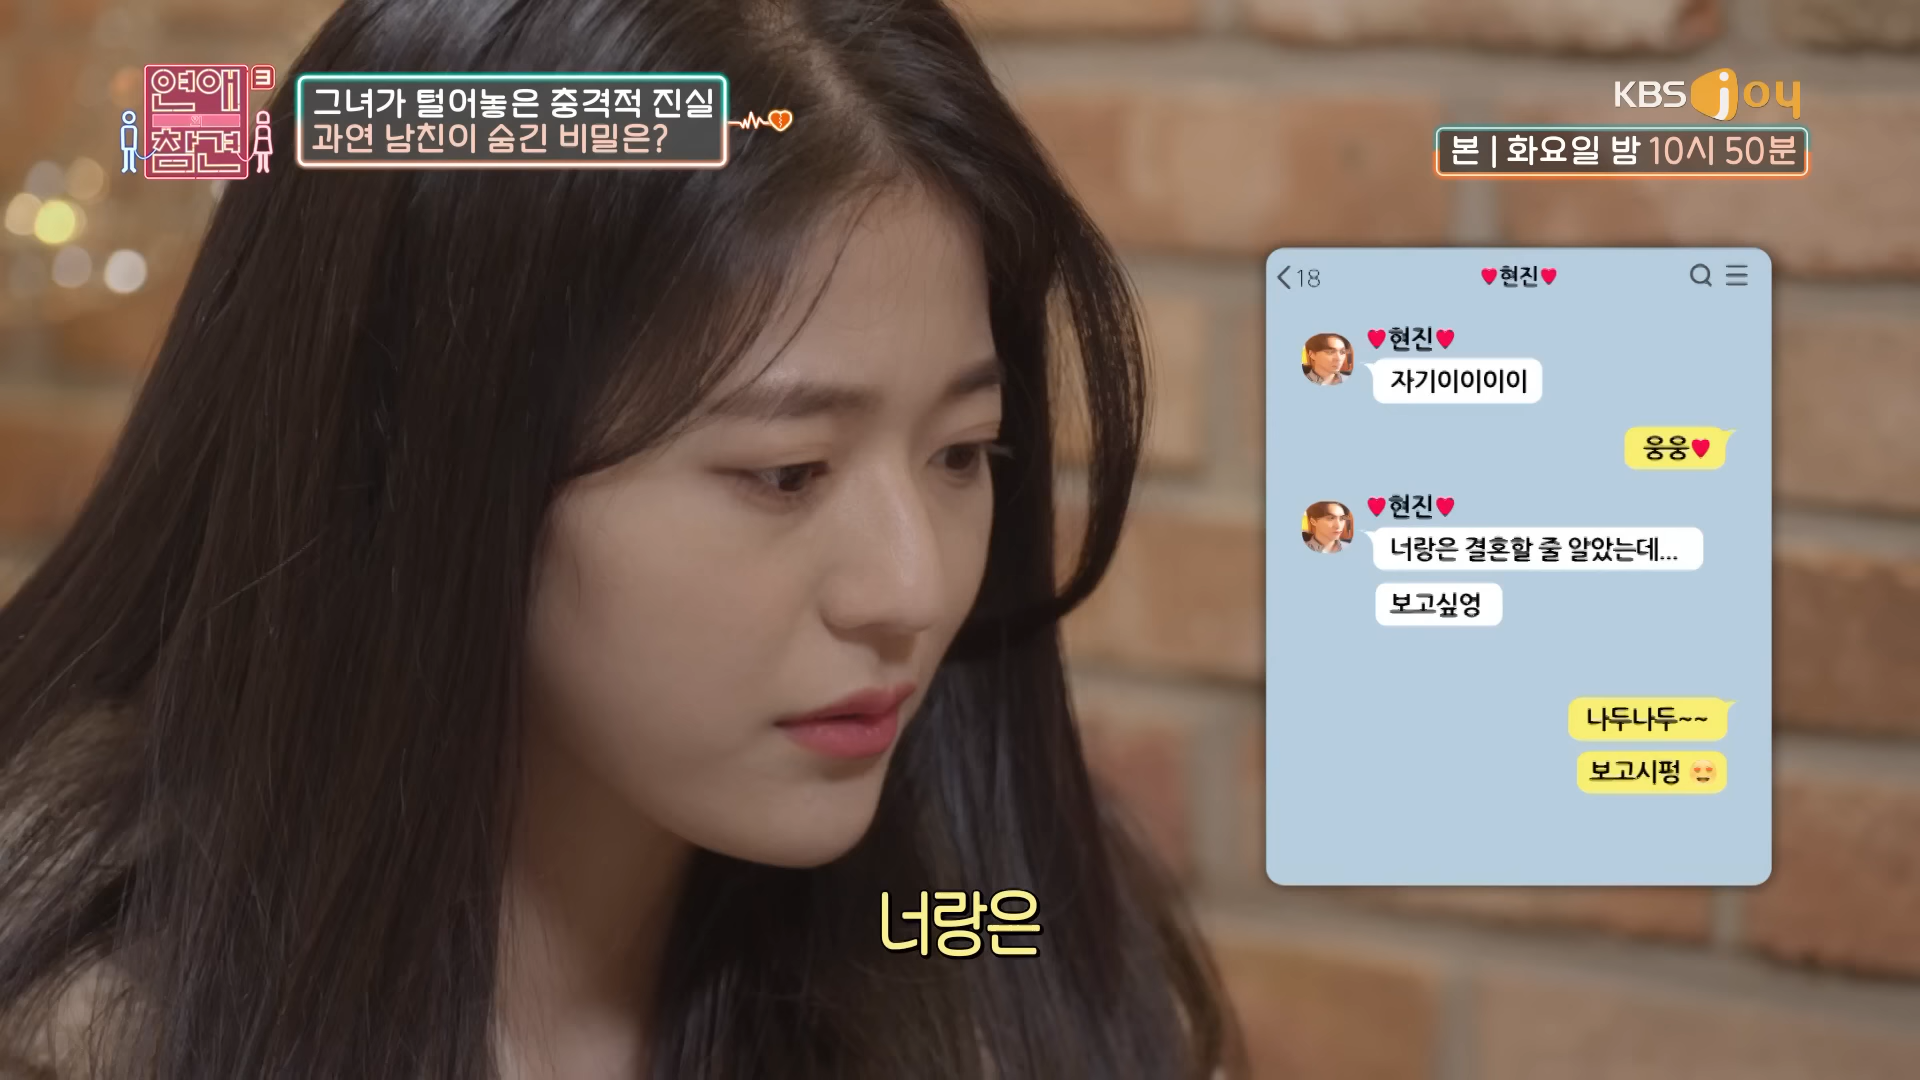 연애의 참견 3
그녀가 털어놓은 충격적 진실
과연 남친이 숨긴 비밀은?
KBS joy
본 | 화요일 밤 10시 50분
18
♥현진♥
♥현진♥
자기이이이이
웅웅♥
♥현진♥
너랑은 결혼할 줄 알았는데...
보고싶엉
나두나두~~
보고시펑 😍
너랑은